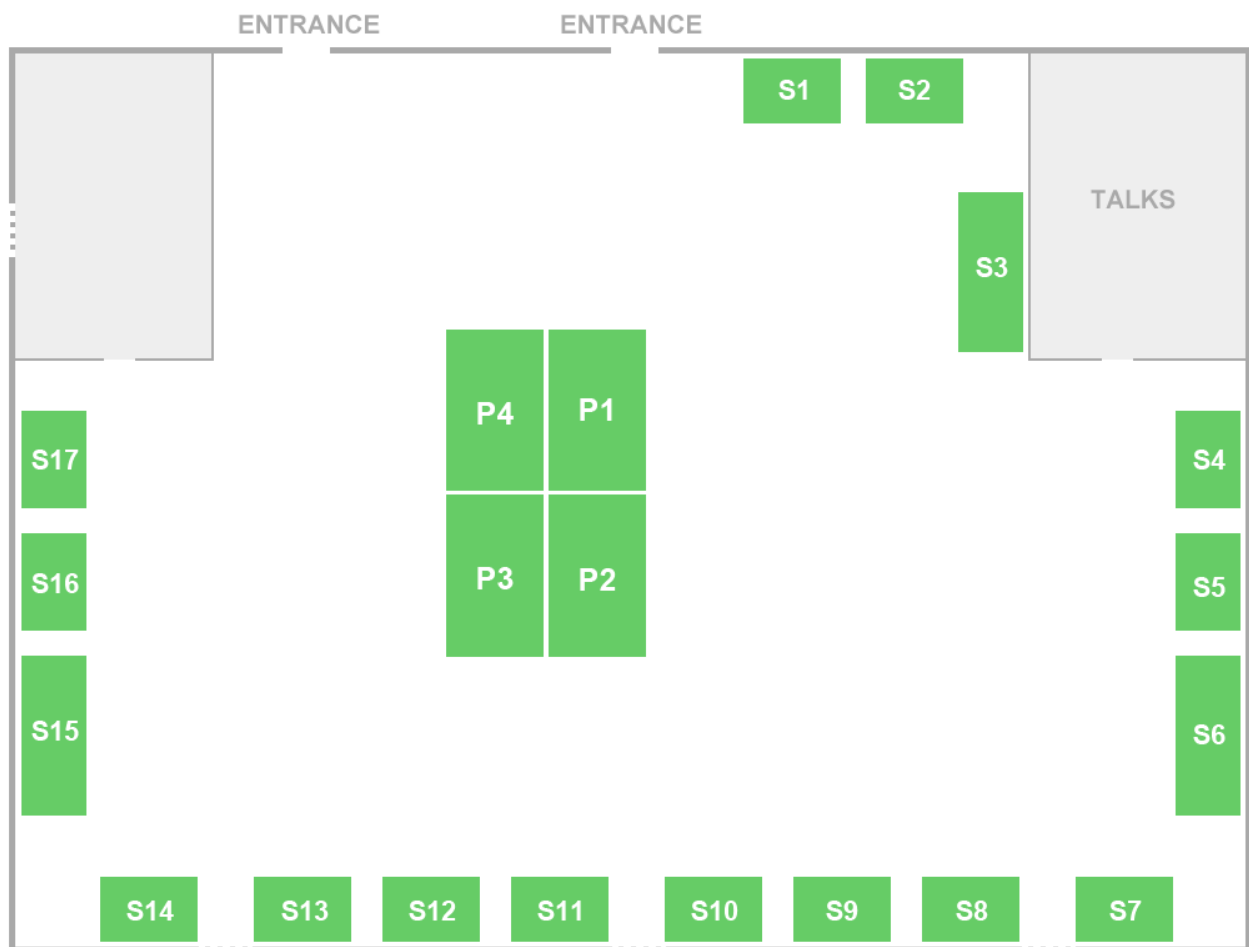 ENTRANCE
ENTRANCE
S1
S2
TALKS
S3
P4
P1
S17
S4
S16
P3
P2
S5
S15
S6
S14
S13
S12
S11
S10
S9
S8
S7